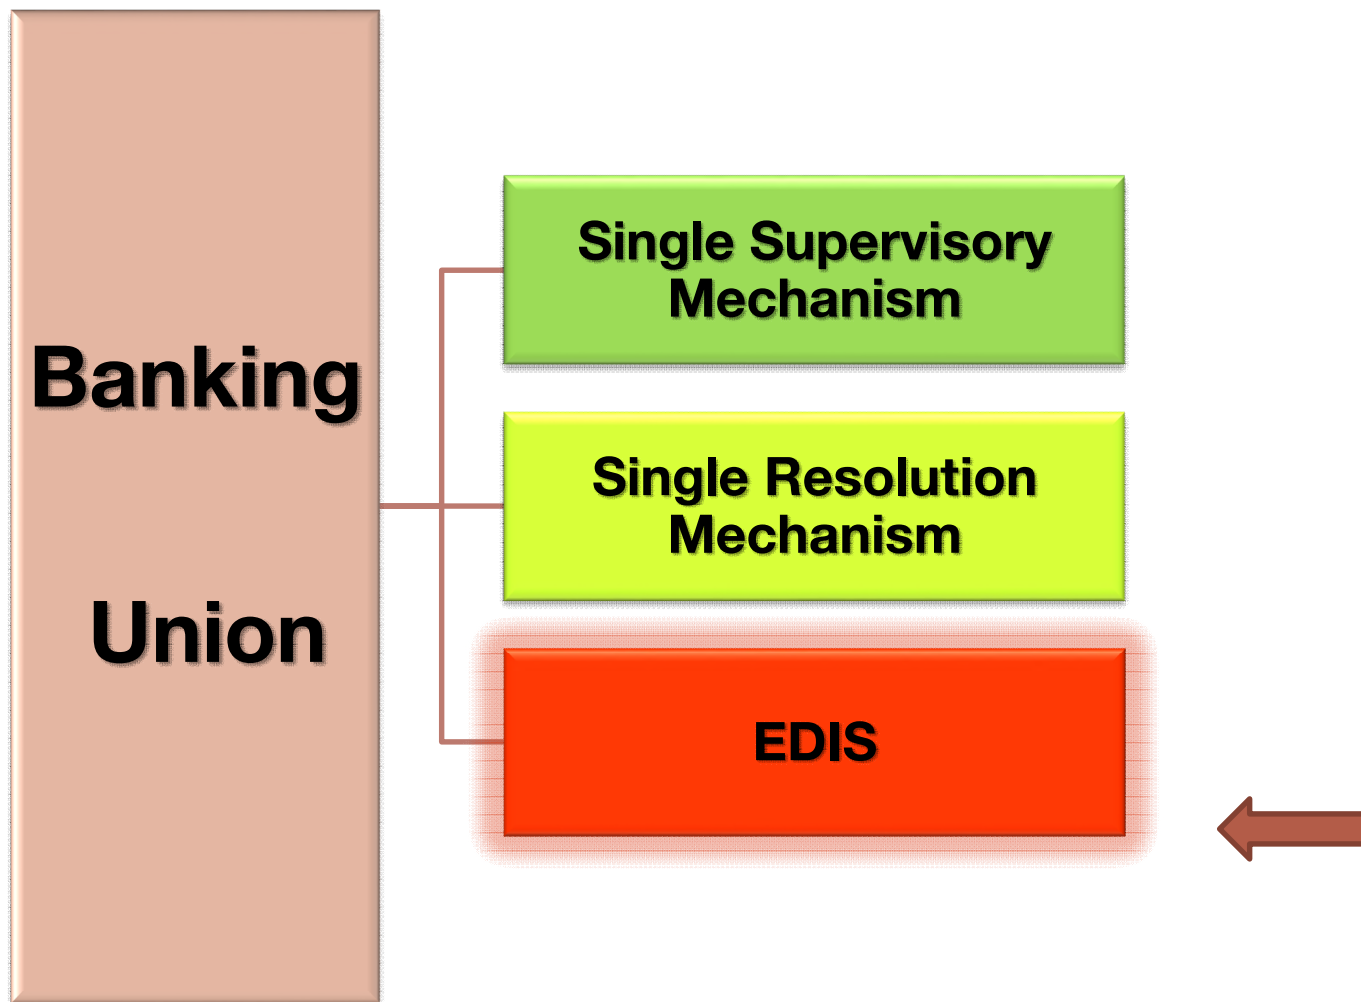 Banking
Union
Single Supervisory
Mechanism
Single Resolution
Mechanism
EDIS